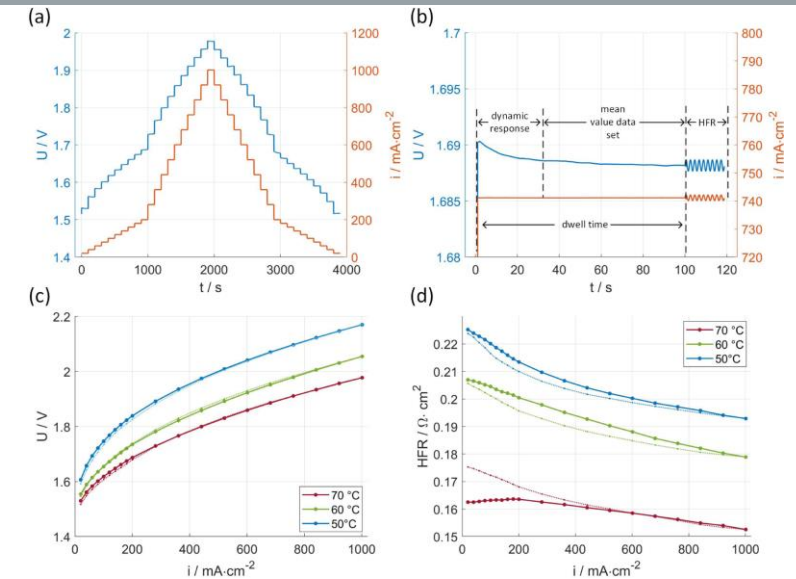 (a)
2
1.9
1.8
1.7
1.6
1.5
1.4
U / V
1200
1000
800
600
400
200
0
i / mA·cm-2
0 1000 2000 3000 4000
t / s
(b)
1.7
1.695
1.69
1.685
1.68
U / V
800
790
780
770
760
750
740
730
720
i / mA·cm-2
dynamic
response
mean
value data
set
HFR
dwell time
0 20 40 60 80 100 120
t / s
(c)
2.2
2
1.8
1.6
1.4
U / V
70 °C
60 °C
50°C
0 200 400 600 800 1000
i / mA·cm-2
(d)
0.22
0.21
0.2
0.19
0.18
0.17
0.16
0.15
HFR / Ω· cm2
70 °C
60 °C
50°C
0 200 400 600 800 1000
i / mA·cm-2